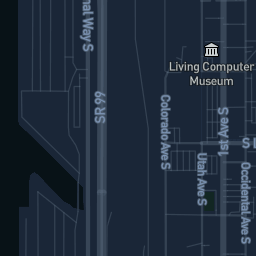 nal Way S
Living Computer
Museum
SR 99
Colorado Ave S
1st Ave S
S
Utah Ave S
Occidental Ave S